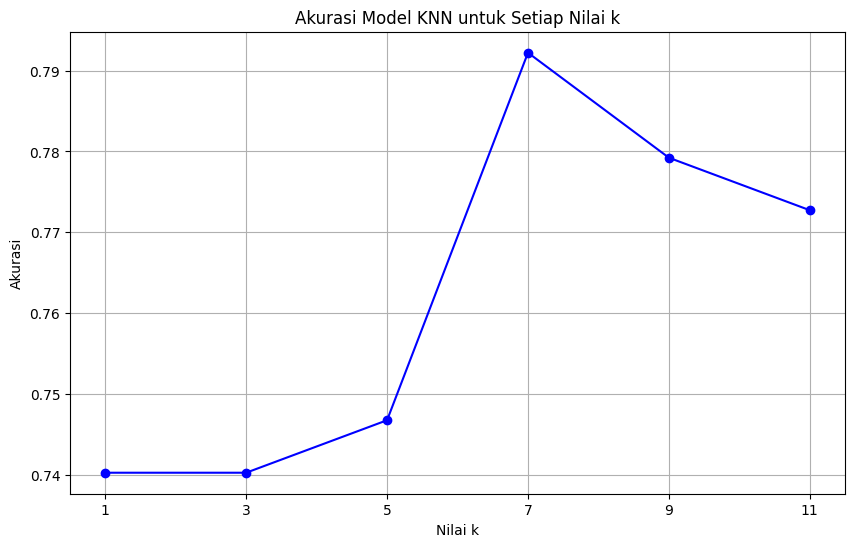 Akurasi Model KNN untuk Setiap Nilai k
Akurasi
0.79
0.78
0.77
0.76
0.75
0.74
1 3 5 7 9 11
Nilai k